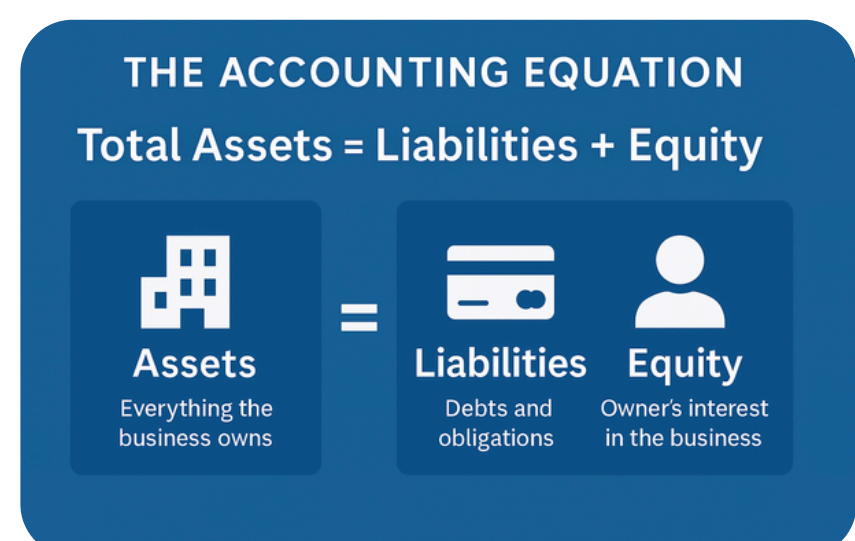 THE ACCOUNTING EQUATION
Total Assets = Liabilities + Equity
=
Assets
Everything the
business owns
Liabilities
Debts and
obligations
Equity
Owner's interest
in the business